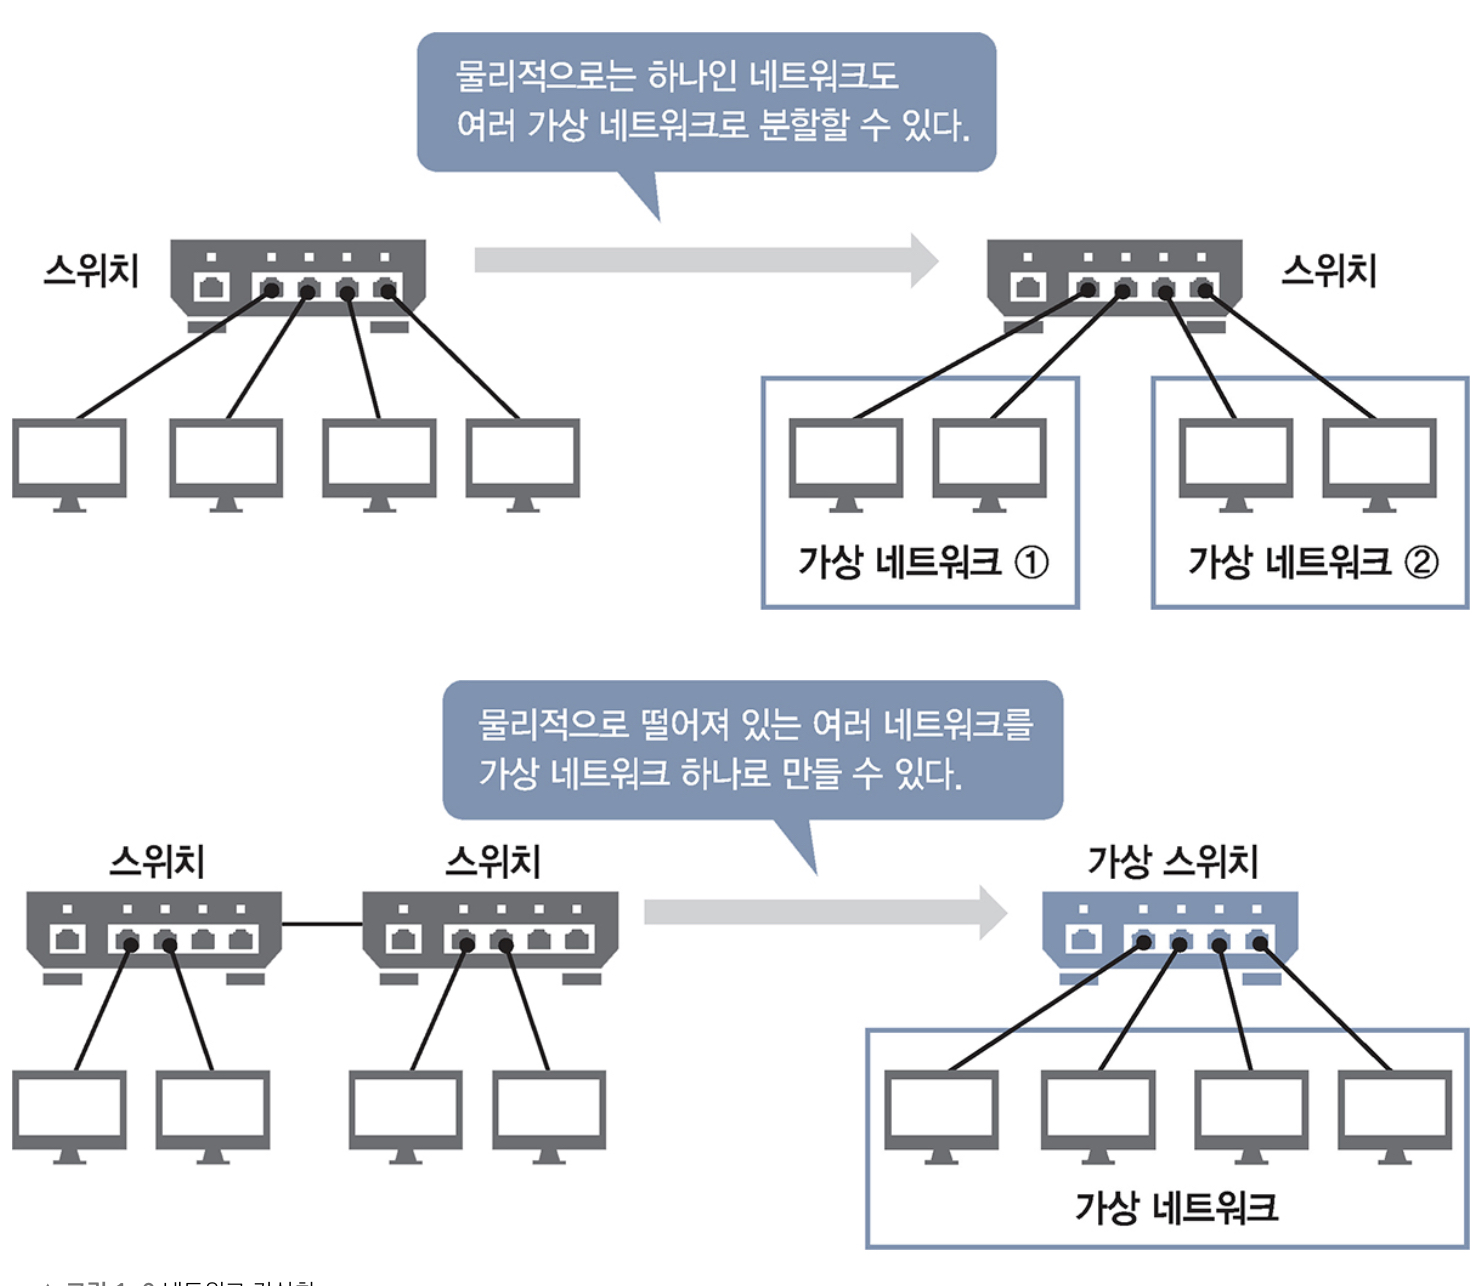 물리적으로는 하나인 네트워크도
여러 가상 네트워크로 분할할 수 있다.
스위치
스위치
가상 네트워크 ①
가상 네트워크 ②
물리적으로 떨어져 있는 여러 네트워크를
가상 네트워크 하나로 만들 수 있다.
스위치
스위치
가상 스위치
가상 네트워크